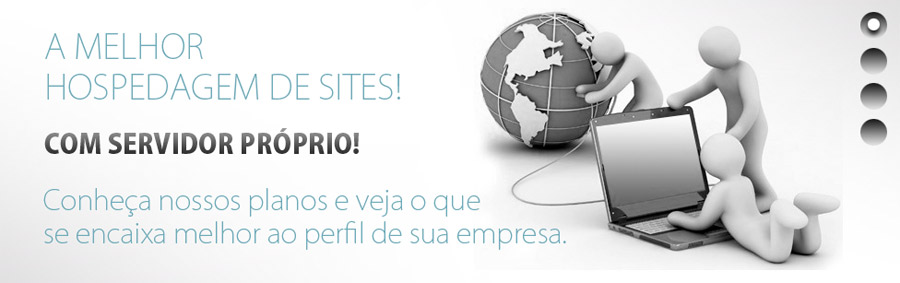 A MELHOR
HOSPEDAGEM DE SITES!
COM SERVIDOR PRÓPRIO!
Conheça nossos planos e veja o que
se encaixa melhor ao perfil de sua empresa.